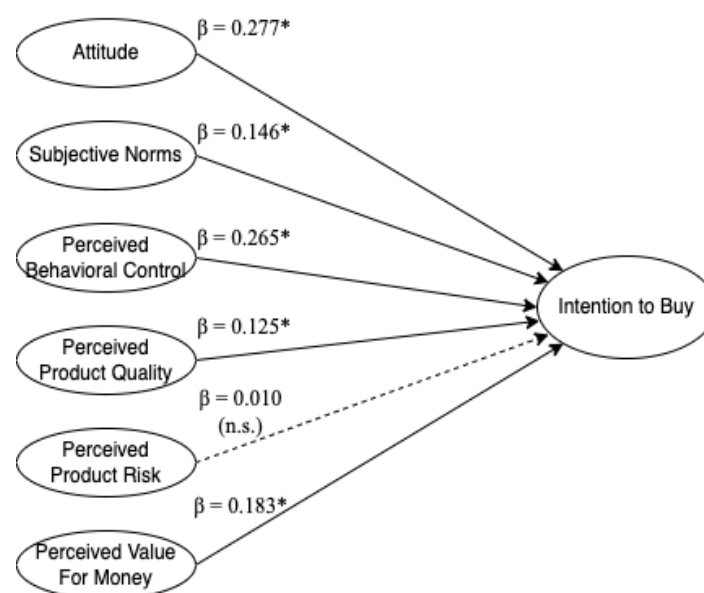 β = 0.277*
Attitude
β = 0.146*
Subjective Norms
β = 0.265*
Perceived
Behavioral Control
Intention to Buy
β = 0.125*
Perceived
Product Quality
β = 0.010
(n.s.)
Perceived
Product Risk
β = 0.183*
Perceived Value
For Money